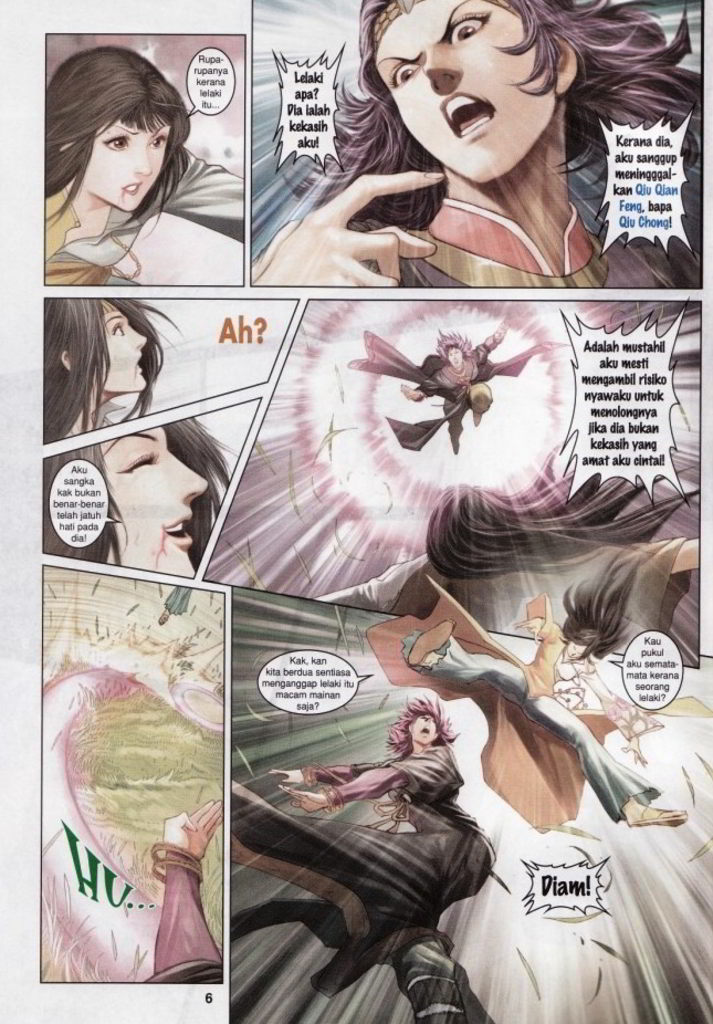 Rupa-
rupanya
kerana
lelaki
itu...
Lelaki
apa?
Dia ialah
kekasih
aku!
Kerana dia,
aku sanggup
meninggal-
kan Qiu Qian
Feng, bapa
Qiu Chong!
Ah?
Aku
sangka
kak bukan
benar-benar
telah jatuh
hati pada
dia!
Adalah mustahil
aku mesti
mengambil risiko
nyawaku untuk
menolongnya
jika dia bukan
kekasih yang
amat aku cintai!
HU...
Kak, kan
kita berdua sentiasa
menganggap lelaki itu
macam mainan
saja?
Kau
pukul
aku semata-
mata kerana
seorang
lelaki?
Diam!
6